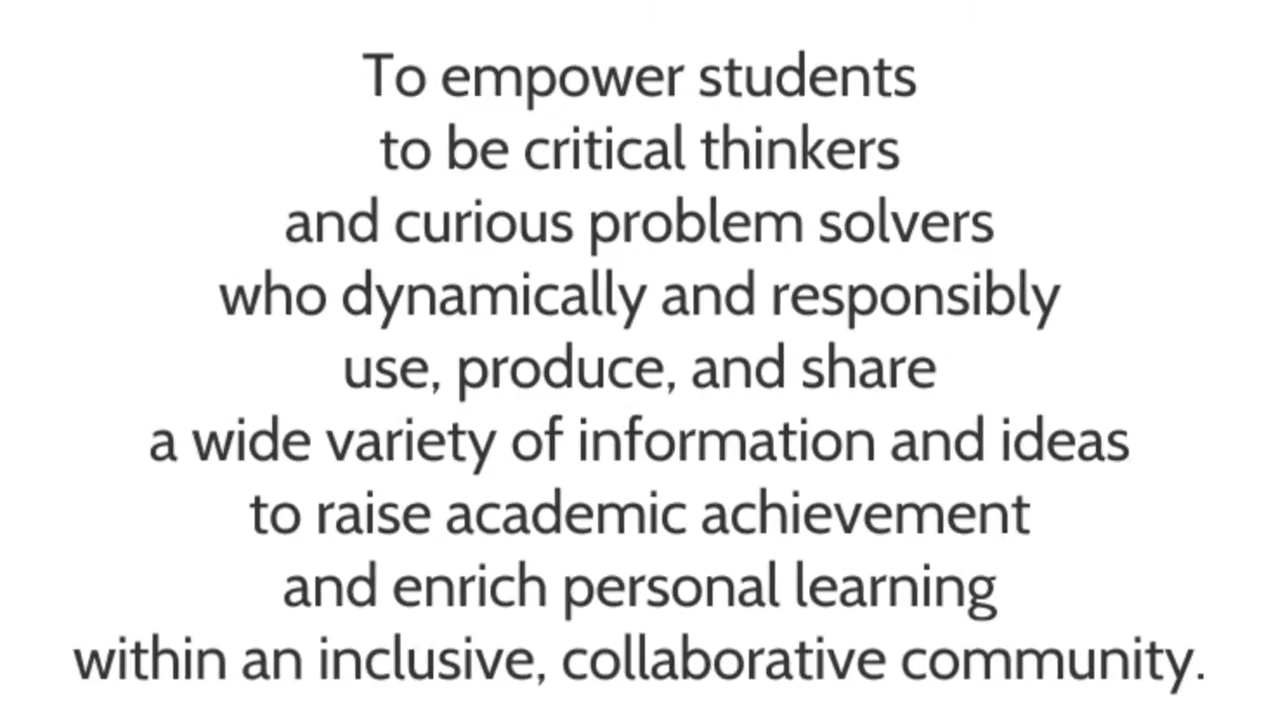 To empower students
to be critical thinkers
and curious problem solvers
who dynamically and responsibly
use, produce, and share
a wide variety of information and ideas
to raise academic achievement
and enrich personal learning
within an inclusive, collaborative community.